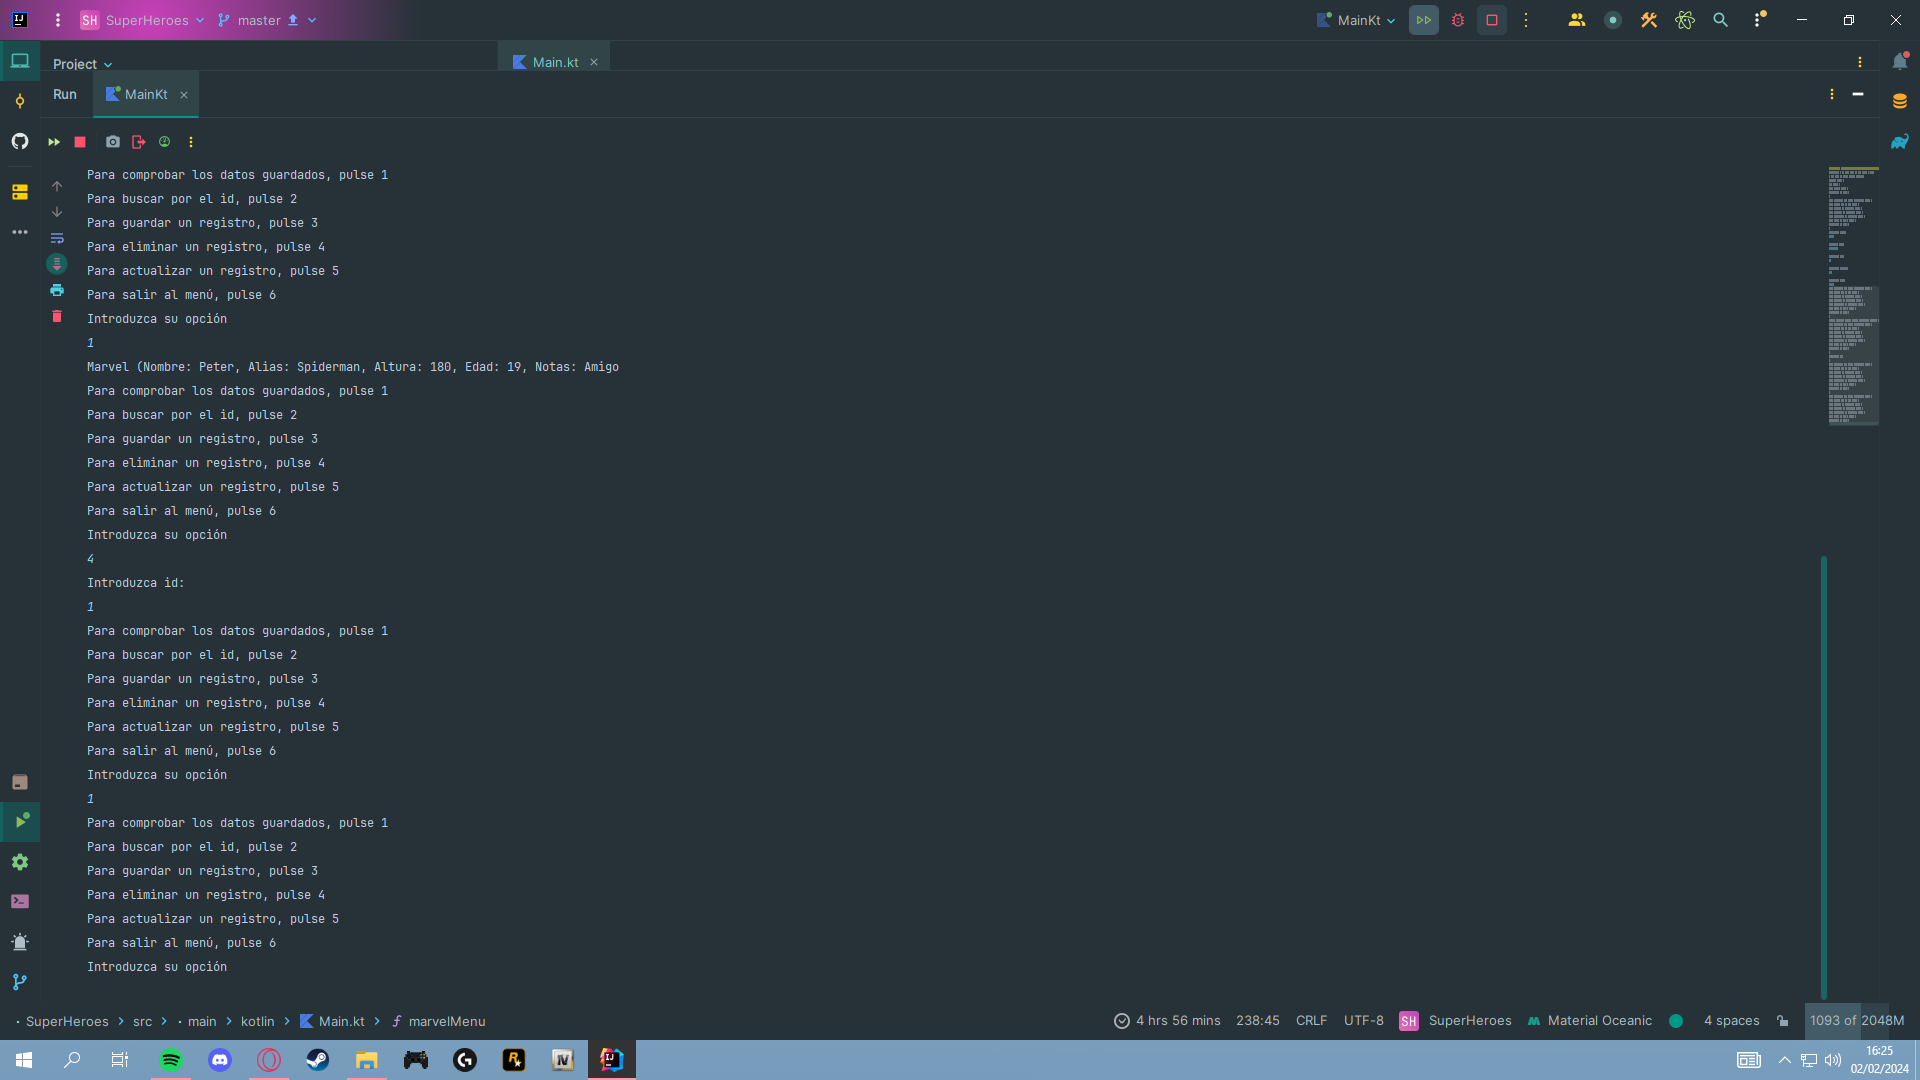 SH SuperHeroes master MainKt
Project Main.kt
Run MainKt
Para comprobar los datos guardados, pulse 1
Para buscar por el id, pulse 2
Para guardar un registro, pulse 3
Para eliminar un registro, pulse 4
Para actualizar un registro, pulse 5
Para salir al menú, pulse 6
Introduzca su opción
1
Marvel (Nombre: Peter, Alias: Spiderman, Altura: 180, Edad: 19, Notas: Amigo
Para comprobar los datos guardados, pulse 1
Para buscar por el id, pulse 2
Para guardar un registro, pulse 3
Para eliminar un registro, pulse 4
Para actualizar un registro, pulse 5
Para salir al menú, pulse 6
Introduzca su opción
4
Introduzca id:
1
Para comprobar los datos guardados, pulse 1
Para buscar por el id, pulse 2
Para guardar un registro, pulse 3
Para eliminar un registro, pulse 4
Para actualizar un registro, pulse 5
Para salir al menú, pulse 6
Introduzca su opción
1
Para comprobar los datos guardados, pulse 1
Para buscar por el id, pulse 2
Para guardar un registro, pulse 3
Para eliminar un registro, pulse 4
Para actualizar un registro, pulse 5
Para salir al menú, pulse 6
Introduzca su opción
SuperHeroes > src > main > kotlin > Main.kt > marvelMenu 4 hrs 56 mins 238:45 CRLF UTF-8 SH SuperHeroes Material Oceanic 4 spaces 1093 of 2048M
16:25
02/02/2024